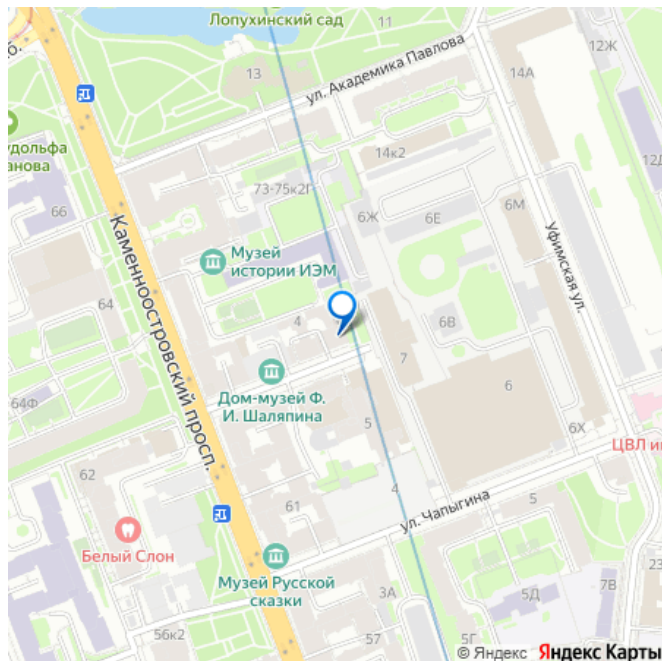 Лопухинский сад
12Ж
13
14А
ул. Академика Павлова
14к2
удольфа
анова
73-75к2Г
66
6Ж
6Е
6М
Музей
истории ИЭМ
Уфимская ул.
Каменноостровский просп.
64
4
6В
7
Дом-музей Ф.
И. Шаляпина
6
64Ф
5
6Х
62
ЦВЛ
61
4
5
ул. Чапыгина
Белый Слон
Музей Русской
сказки
3А
5Д
7В
23
56к2
57
5Г
© Яндекс Яндекс Карты